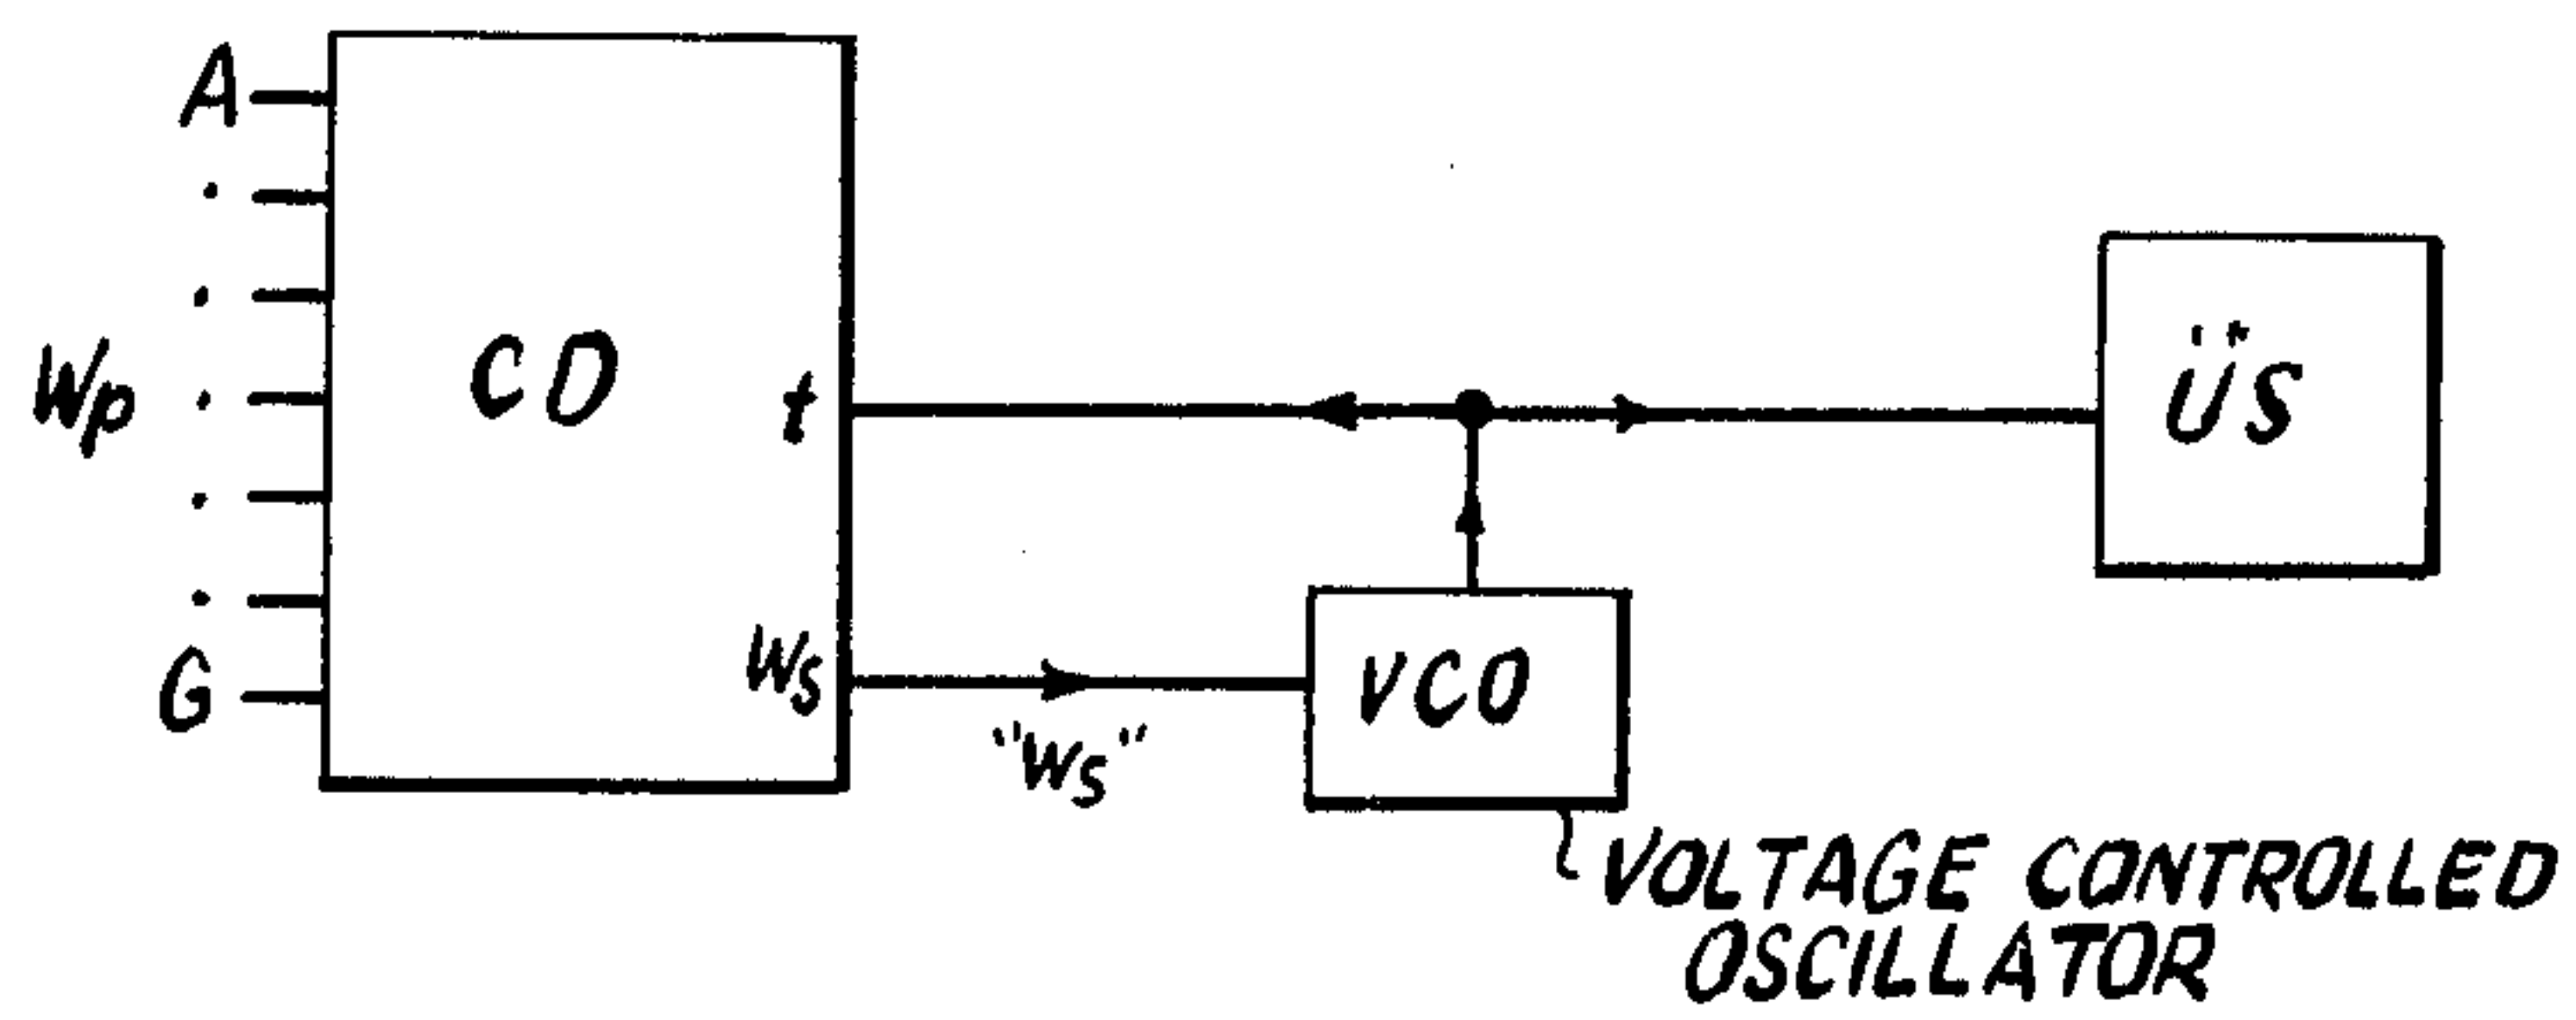 A
Wp
G
CD
t
Ws
"Ws"
VCO
ÜS
VOLTAGE CONTROLLED
OSCILLATOR